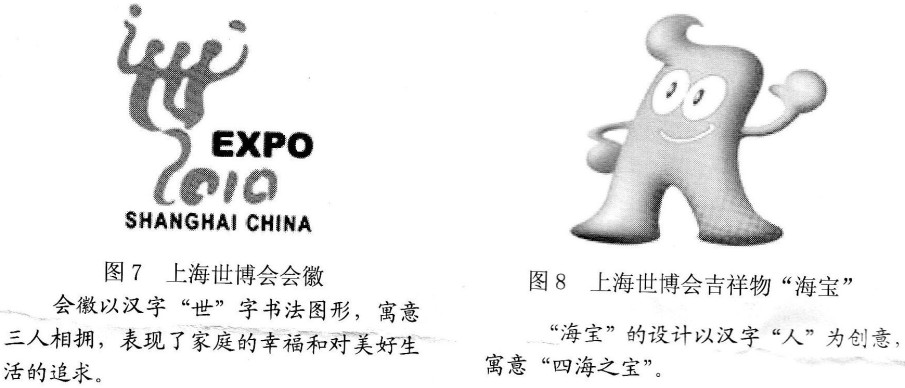 EXPO
2010
SHANGHAI CHINA
图7 上海世博会会徽
会徽以汉字“世”字书法图形，寓意
三人相拥，表现了家庭的幸福和对美好生
活的追求。
图8 上海世博会吉祥物“海宝”
“海宝”的设计以汉字“人”为创意，
寓意“四海之宝”。